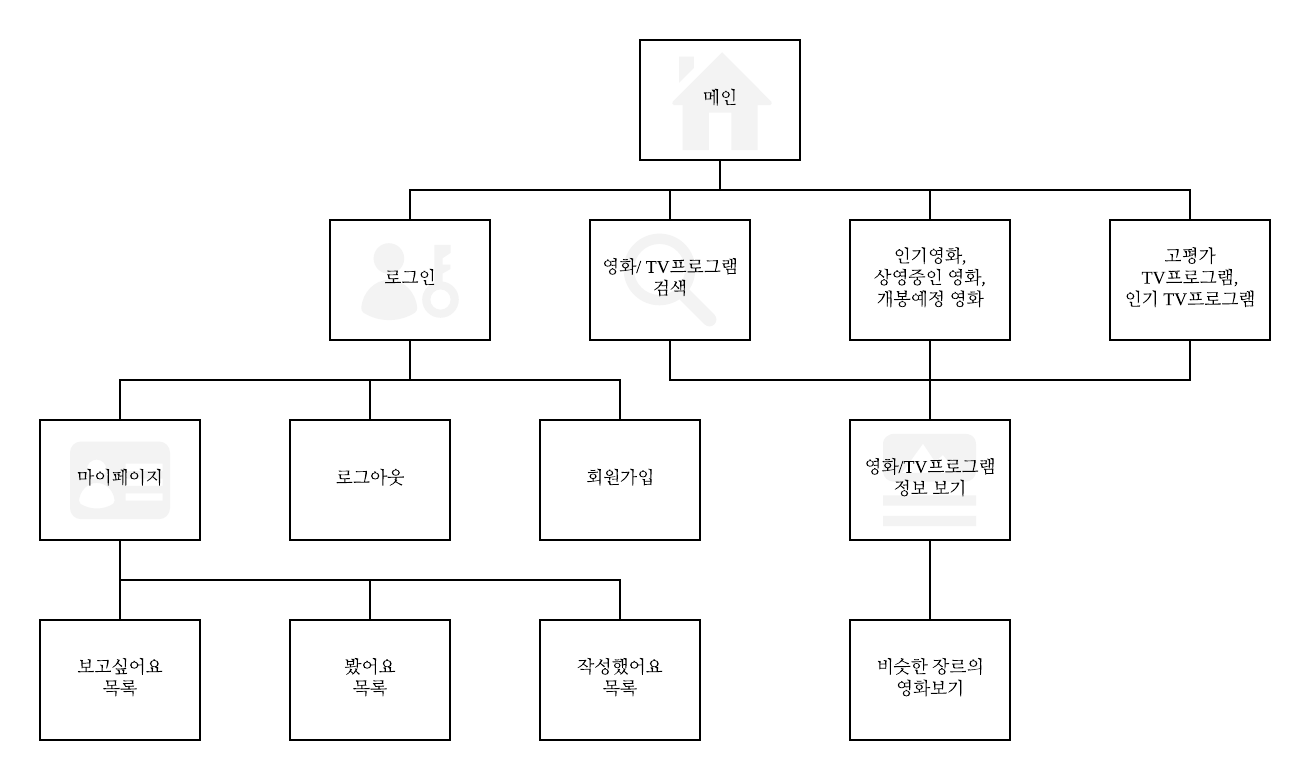 메인
로그인
영화/ TV프로그램
검색
인기영화,
상영중인 영화,
개봉예정 영화
고평가
TV프로그램,
인기 TV프로그램
마이페이지
로그아웃
회원가입
영화/TV프로그램
정보 보기
보고싶어요
목록
봤어요
목록
작성했어요
목록
비슷한 장르의
영화보기